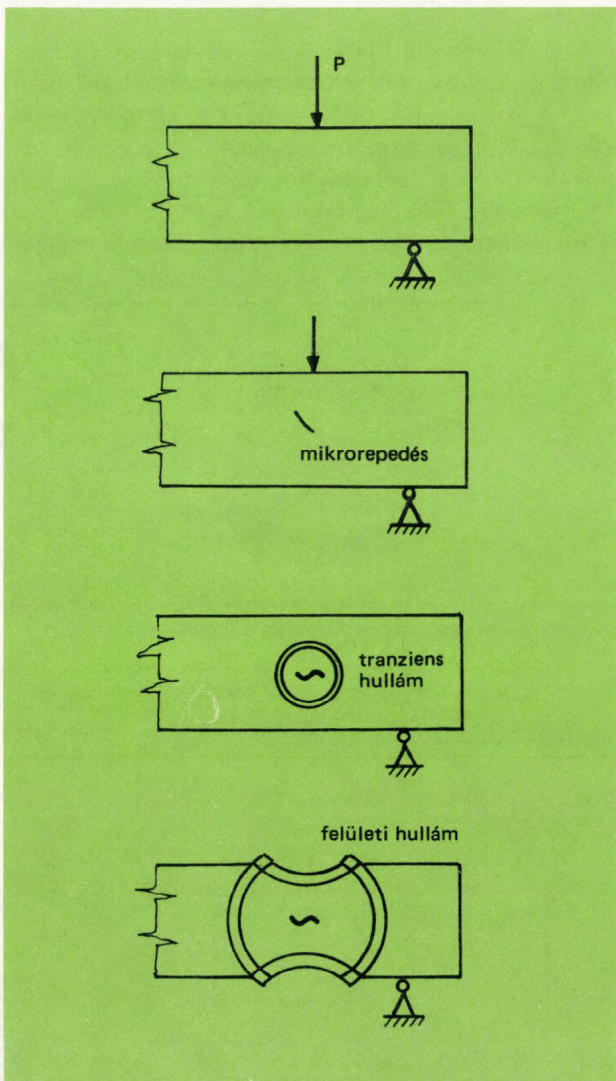 P
mikrorepedés
tranziens
hullám
felületi hullám